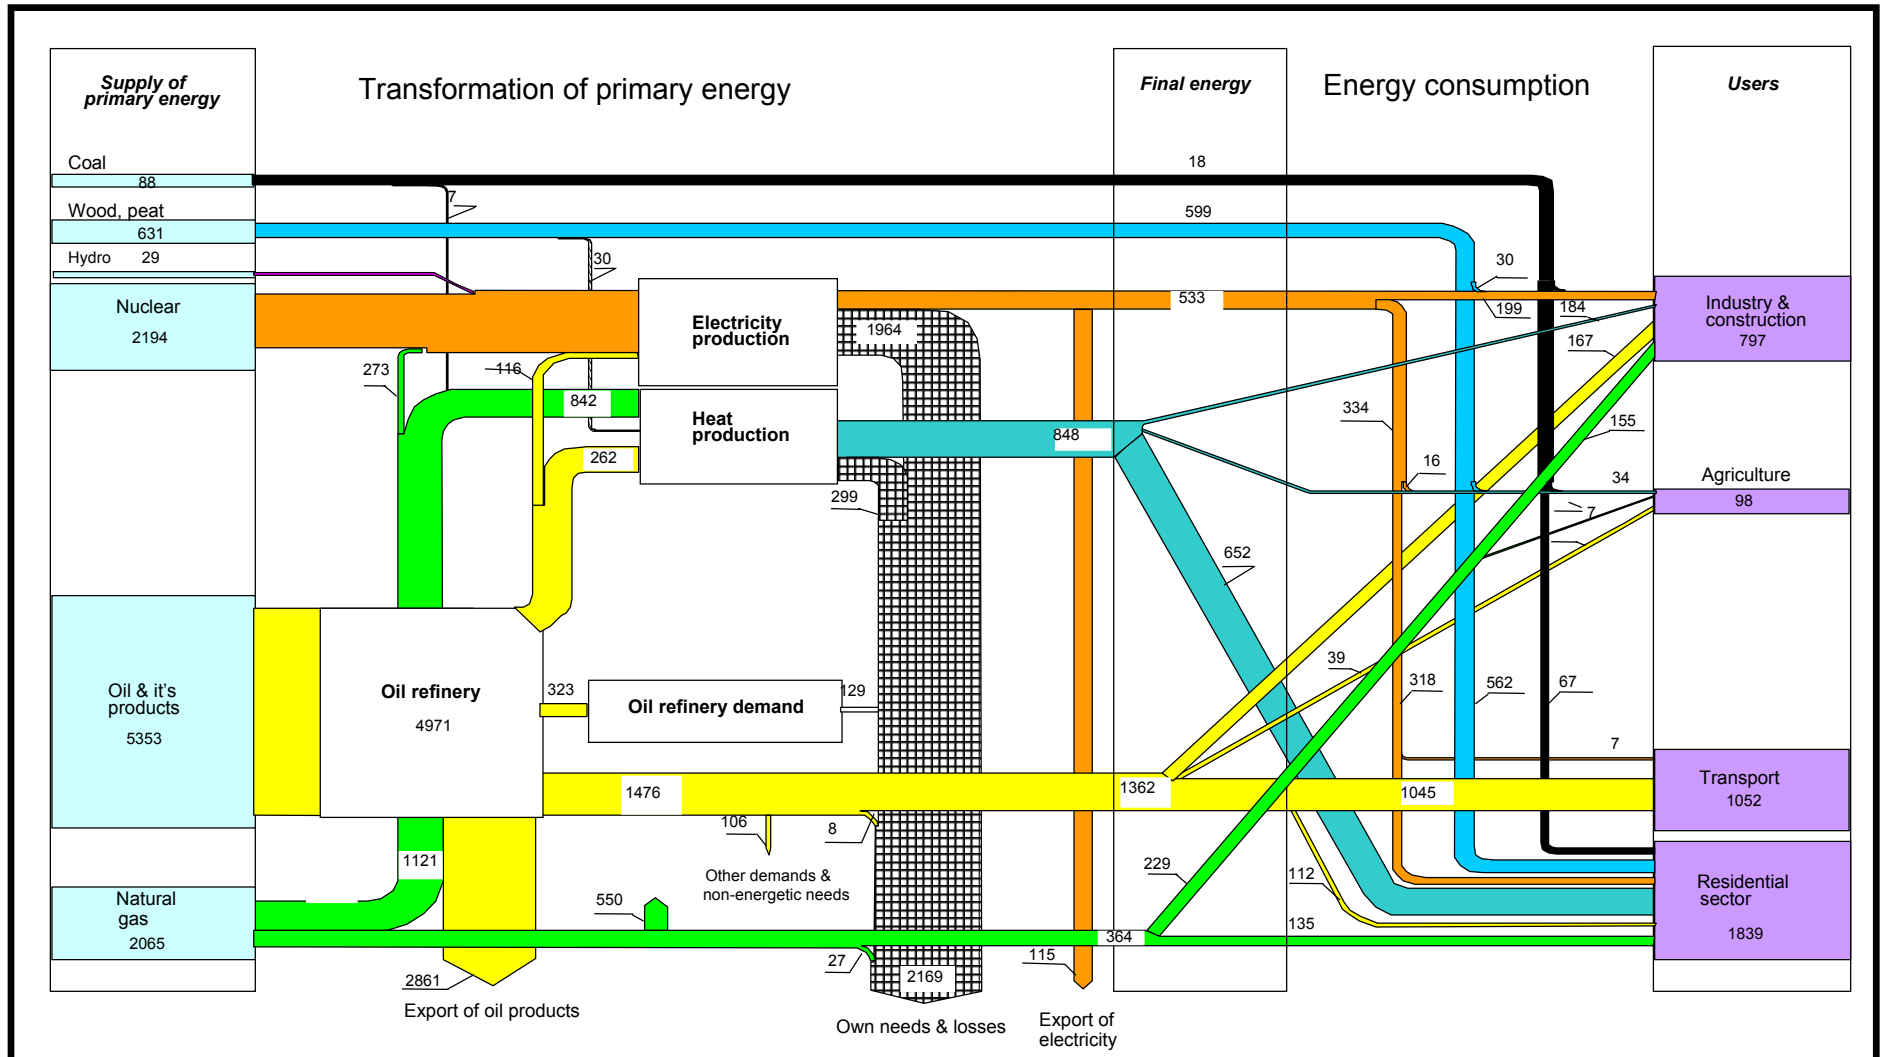 Supply of
primary energy
Transformation of primary energy
Final energy
Energy consumption
Users
Coal
88
18
7
Wood, peat
631
599
Hydro 29
30
30
Nuclear
2194
533
199
184
Electricity
production
1964
Industry &
construction
797
273
116
167
842
334
155
Heat
production
848
262
16
34
Agriculture
98
299
7
652
39
Oil & it's
products
5353
Oil refinery
4971
323
Oil refinery demand
129
318
562
67
7
1476
1362
1045
Transport
1052
106
8
Other demands &
non-energetic needs
1121
229
112
Natural
gas
2065
550
364
135
Residential
sector
1839
27
2169
115
2861
Export of oil products
Own needs & losses
Export of
electricity